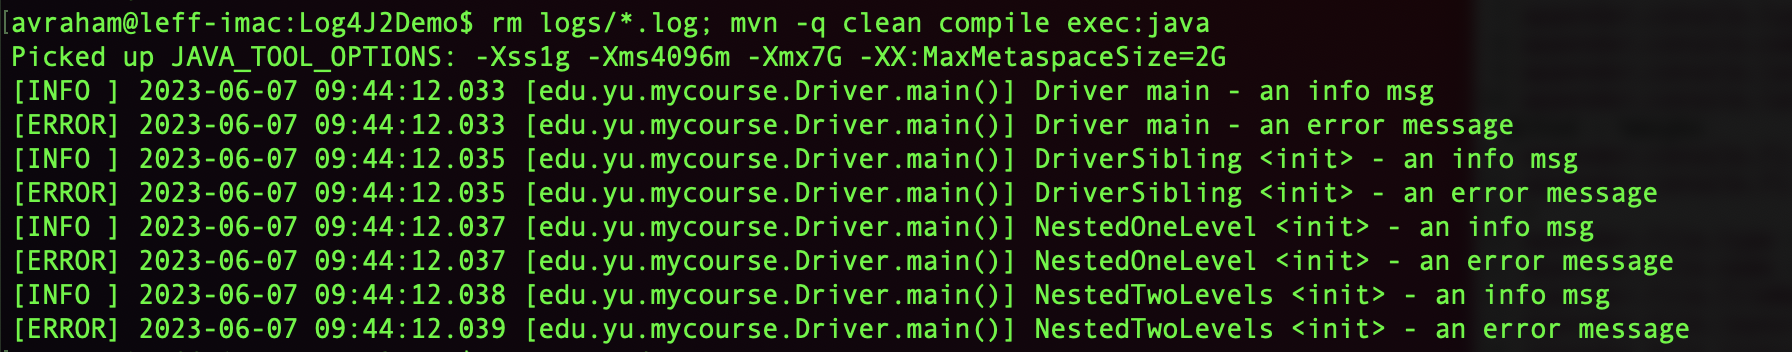 [avraham@leff-imac:Log4J2Demo$ rm logs/*.log; mvn -q clean compile exec:java
Picked up JAVA_TOOL_OPTIONS: -Xss1g -Xms4096m -Xmx7G -XX:MaxMetaspaceSize=2G
[INFO ] 2023-06-07 09:44:12.033 [edu.yu.mycourse.Driver.main()] Driver main - an info msg
[ERROR] 2023-06-07 09:44:12.033 [edu.yu.mycourse.Driver.main()] Driver main - an error message
[INFO ] 2023-06-07 09:44:12.035 [edu.yu.mycourse.Driver.main()] DriverSibling <init> - an info msg
[ERROR] 2023-06-07 09:44:12.035 [edu.yu.mycourse.Driver.main()] DriverSibling <init> - an error message
[INFO ] 2023-06-07 09:44:12.037 [edu.yu.mycourse.Driver.main()] NestedOneLevel <init> - an info msg
[ERROR] 2023-06-07 09:44:12.037 [edu.yu.mycourse.Driver.main()] NestedOneLevel <init> - an error message
[INFO ] 2023-06-07 09:44:12.038 [edu.yu.mycourse.Driver.main()] NestedTwoLevels <init> - an info msg
[ERROR] 2023-06-07 09:44:12.039 [edu.yu.mycourse.Driver.main()] NestedTwoLevels <init> - an error message